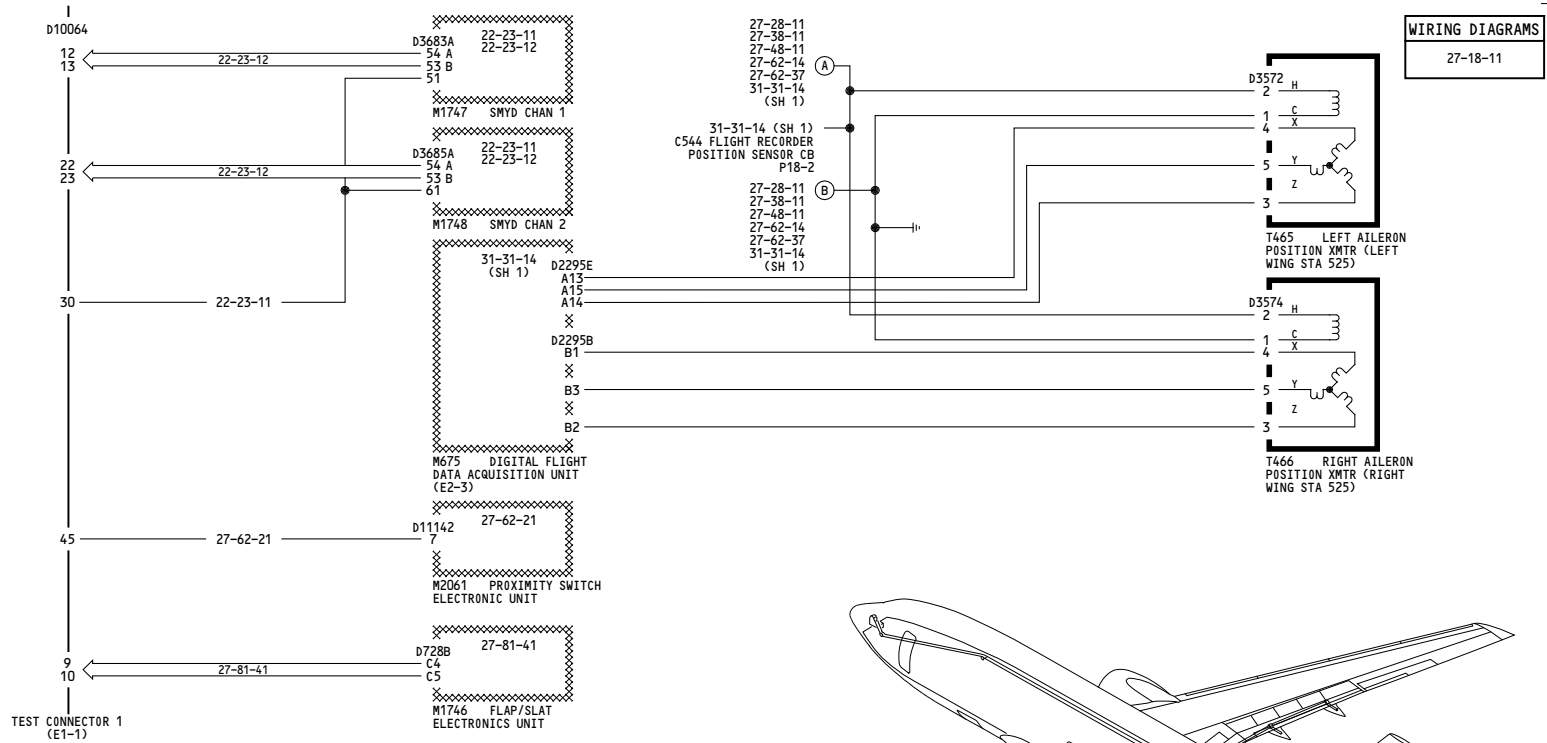 D10064
12
13
22-23-12
22
23
22-23-12
30
22-23-11
45
27-62-21
9
10
27-81-41
TEST CONNECTOR 1
(E1-1)
D3683A
54 A
53 B
51
22-23-11
22-23-12
M1747 SMYD CHAN 1
D3685A
54 A
53 B
61
22-23-11
22-23-12
M1748 SMYD CHAN 2
31-31-14
(SH 1)
D2295E
A13
A15
A14
D2295B
B1
B3
B2
M675 DIGITAL FLIGHT
DATA ACQUISITION UNIT
(E2-3)
D11142
7
27-62-21
M2061 PROXIMITY SWITCH
ELECTRONIC UNIT
D728B
C4
C5
27-81-41
M1746 FLAP/SLAT
ELECTRONICS UNIT
27-28-11
27-38-11
27-48-11
27-62-14
27-62-37
31-31-14
(SH 1)
A
31-31-14 (SH 1)
C544 FLIGHT RECORDER
POSITION SENSOR CB
P18-2
27-28-11
27-38-11
27-48-11
27-62-14
27-62-37
31-31-14
(SH 1)
B
D3572
2 H
1 C
4 X
5 Y
Z
3
T465 LEFT AILERON
POSITION XMTR (LEFT
WING STA 525)
D3574
2 H
1 C
4 X
5 Y
Z
3
T466 RIGHT AILERON
POSITION XMTR (RIGHT
WING STA 525)
WIRING DIAGRAMS
27-18-11